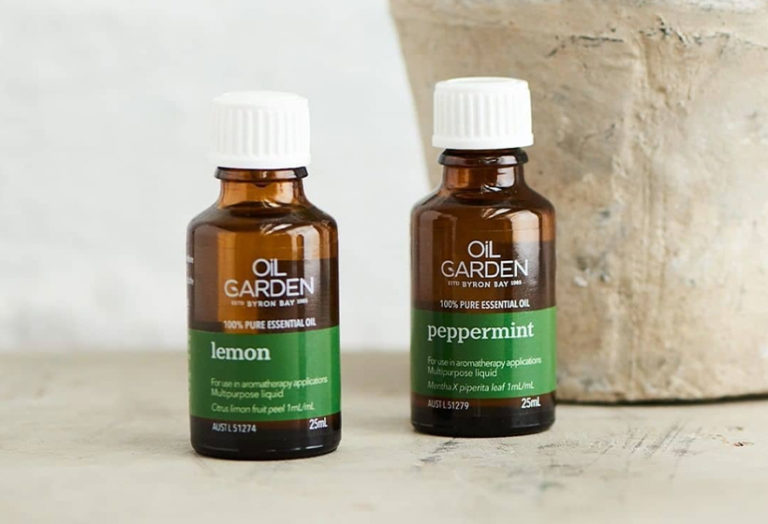 OiL
GARDEN
ESTD BYRON BAY 1985
100% PURE ESSENTIAL OIL
lemon
For use in aromatherapy applications
Multipurpose liquid
Citrus limon fruit peel 1mL/mL
AUST L 51274 25mL
OiL
GARDEN
ESTD BYRON BAY 1985
100% PURE ESSENTIAL OIL
peppermint
For use in aromatherapy applications
Multipurpose liquid
Mentha X piperita leaf 1mL/mL
AUST L 51279 25mL